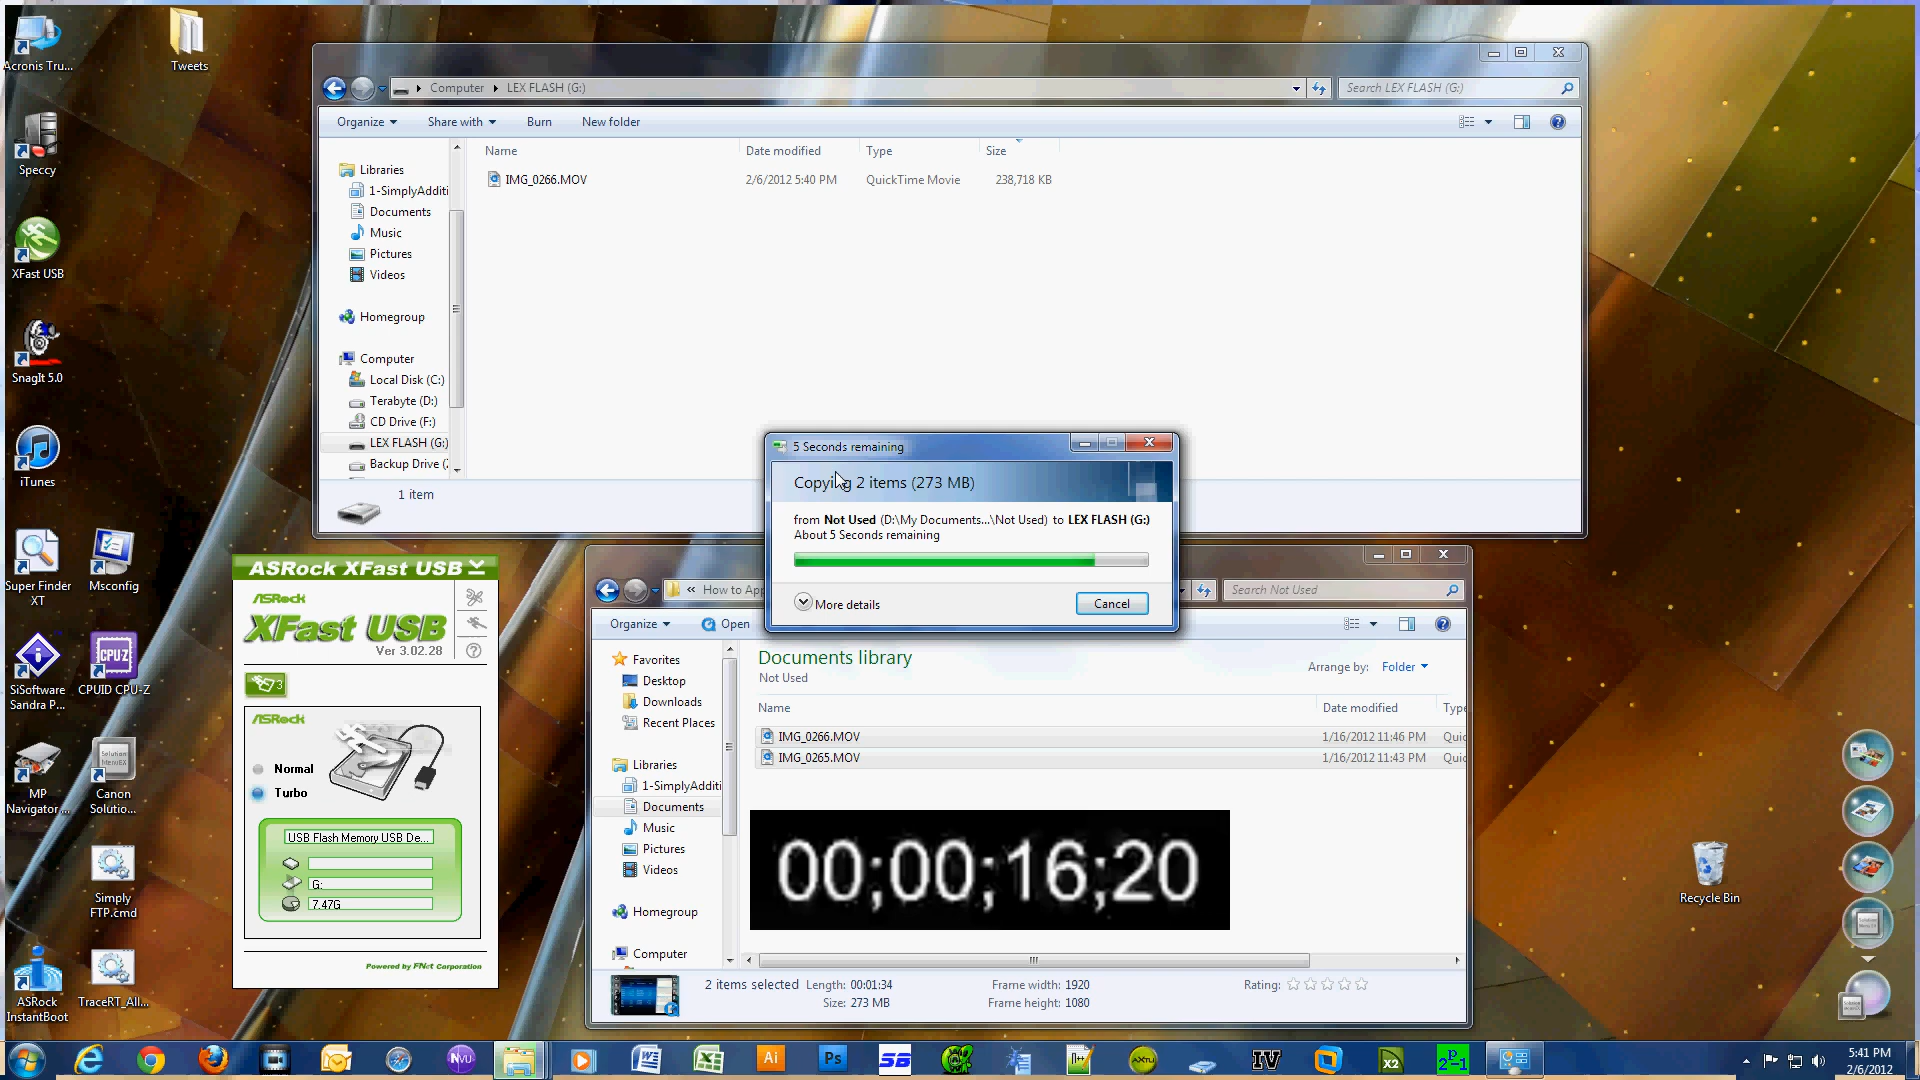 Acronis Tru...
Tweets
Speccy
XFast USB
SnagIt 5.0
iTunes
Super Finder
XT
Msconfig
SiSoftware
Sandra P...
CPUID CPU-Z
MP
Navigator ...
Canon
Solutio...
Simply
FTP.cmd
ASRock
InstantBoot
TraceRT_All...
Computer
LEX FLASH (G:)
Search LEX FLASH (G:)
Organize
Share with
Burn
New folder
Name
Date modified
Type
Size
IMG_0266.MOV
2/6/2012 5:40 PM
QuickTime Movie
238,718 KB
Libraries
1-SimplyAdditi
Documents
Music
Pictures
Videos
Homegroup
Computer
Local Disk (C:)
Terabyte (D:)
CD Drive (F:)
LEX FLASH (G:)
Backup Drive (
1 item
5 Seconds remaining
Copying 2 items (273 MB)
from Not Used (D:\My Documents...\Not Used) to LEX FLASH (G:)
About 5 Seconds remaining
More details
Cancel
ASRock XFast USB
ASRock
XFast USB
Ver 3.02.28
3
ASRock
Normal
Turbo
USB Flash Memory USB De...
G:
7.47G
Powered by FNet Corporation
« How to App
Search Not Used
Organize
Open
Favorites
Desktop
Downloads
Recent Places
Libraries
1-SimplyAdditi
Documents
Music
Pictures
Videos
Homegroup
Computer
Documents library
Not Used
Arrange by: Folder
Name
Date modified
Type
IMG_0266.MOV
1/16/2012 11:46 PM
Quic
IMG_0265.MOV
1/16/2012 11:43 PM
Quic
00;00;16;20
2 items selected
Length: 00:01:34
Size: 273 MB
Frame width: 1920
Frame height: 1080
Rating:
Recycle Bin
NVU
Ai
Ps
S6
AXTU
IV
X2
5:41 PM
2/6/2012